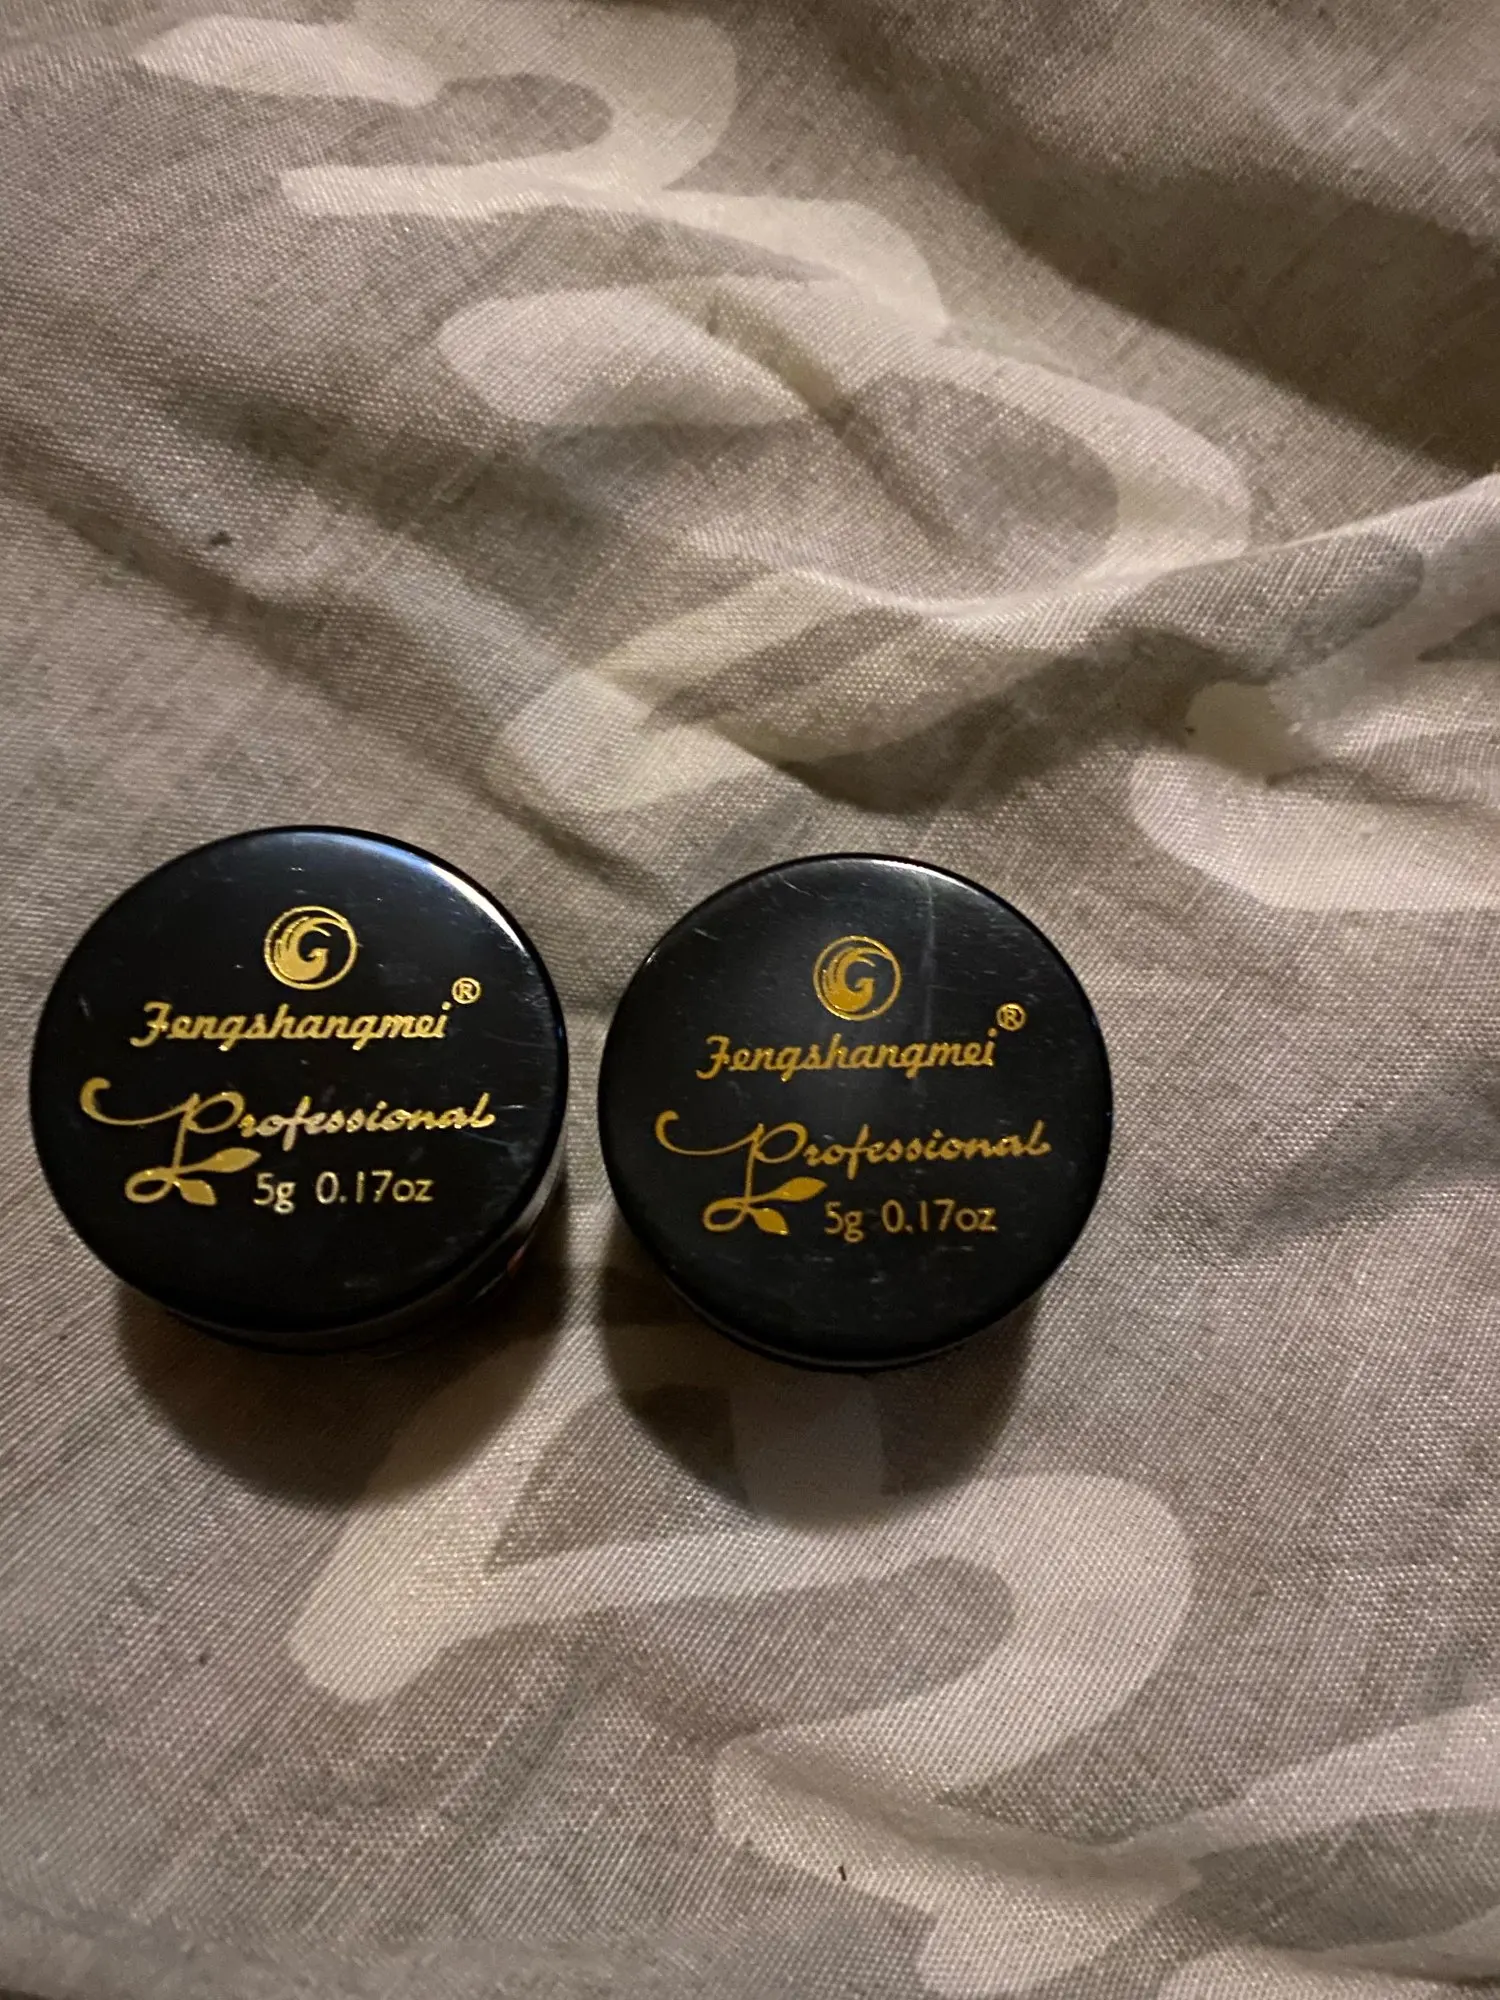 G
Fengshangmei®
Professional
5g 0.17oz
G
Fengshangmei®
Professional
5g 0.17oz